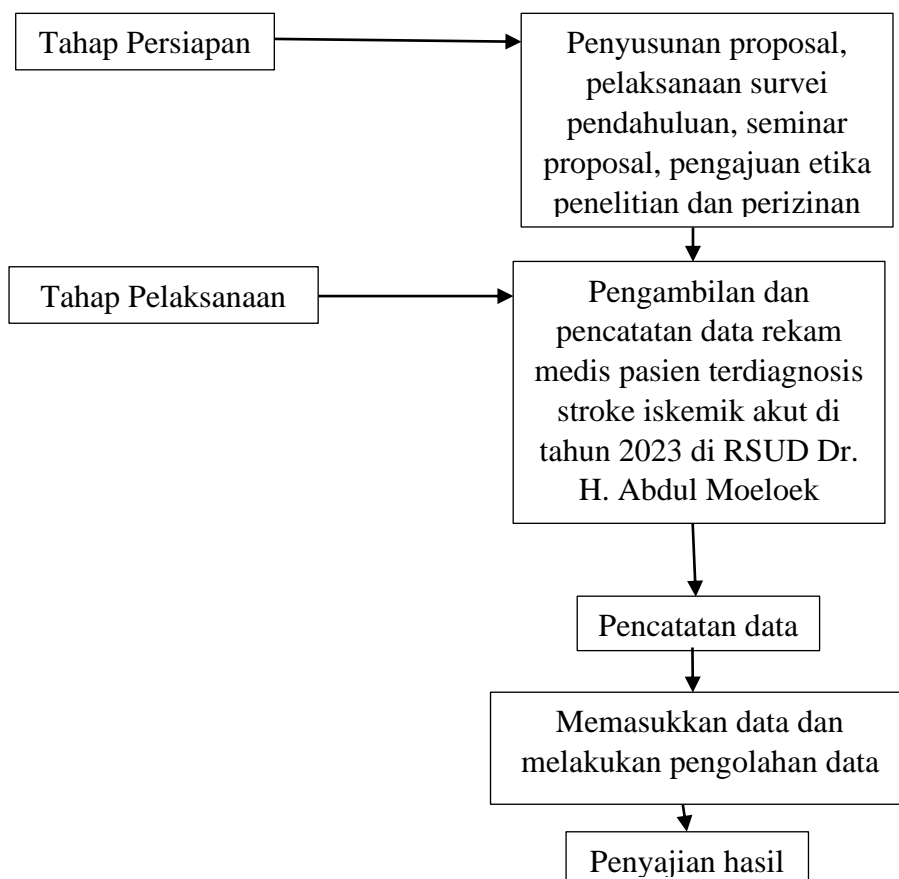 Tahap Persiapan
Penyusunan proposal,
pelaksanaan survei
pendahuluan, seminar
proposal, pengajuan etika
penelitian dan perizinan
Tahap Pelaksanaan
Pengambilan dan
pencatatan data rekam
medis pasien terdiagnosis
stroke iskemik akut di
tahun 2023 di RSUD Dr.
H. Abdul Moeloek
Pencatatan data
Memasukkan data dan
melakukan pengolahan data
Penyajian hasil